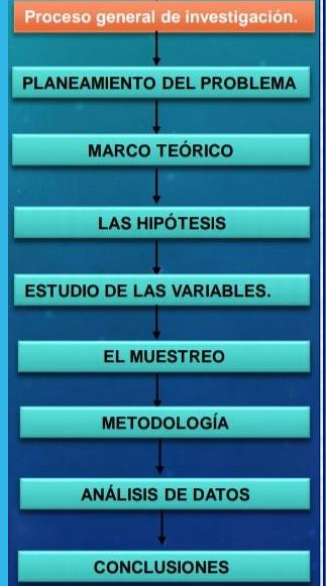 Proceso general de investigación.
PLANEAMIENTO DEL PROBLEMA
MARCO TEÓRICO
LAS HIPÓTESIS
ESTUDIO DE LAS VARIABLES.
EL MUESTREO
METODOLOGÍA
ANÁLISIS DE DATOS
CONCLUSIONES